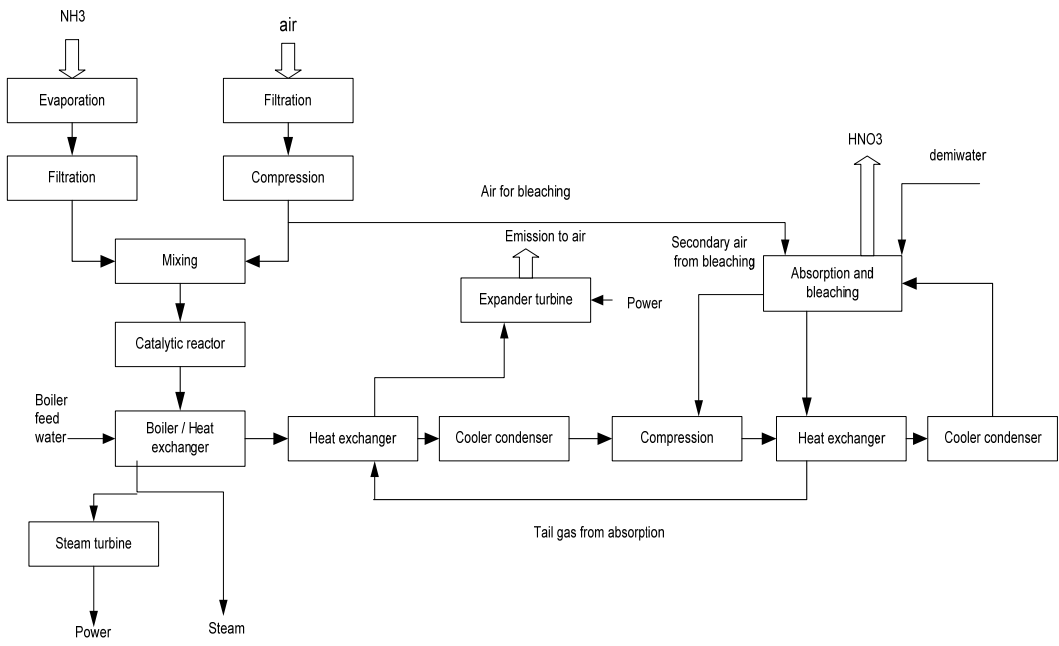 NH3
air
Evaporation
Filtration
Filtration
Compression
HNO3
demiwater
Air for bleaching
Mixing
Emission to air
Secondary air
from bleaching
Absorption and
bleaching
Expander turbine
Power
Catalytic reactor
Boiler
feed
water
Boiler / Heat
exchanger
Heat exchanger
Cooler condenser
Compression
Heat exchanger
Cooler condenser
Tail gas from absorption
Steam turbine
Power
Steam